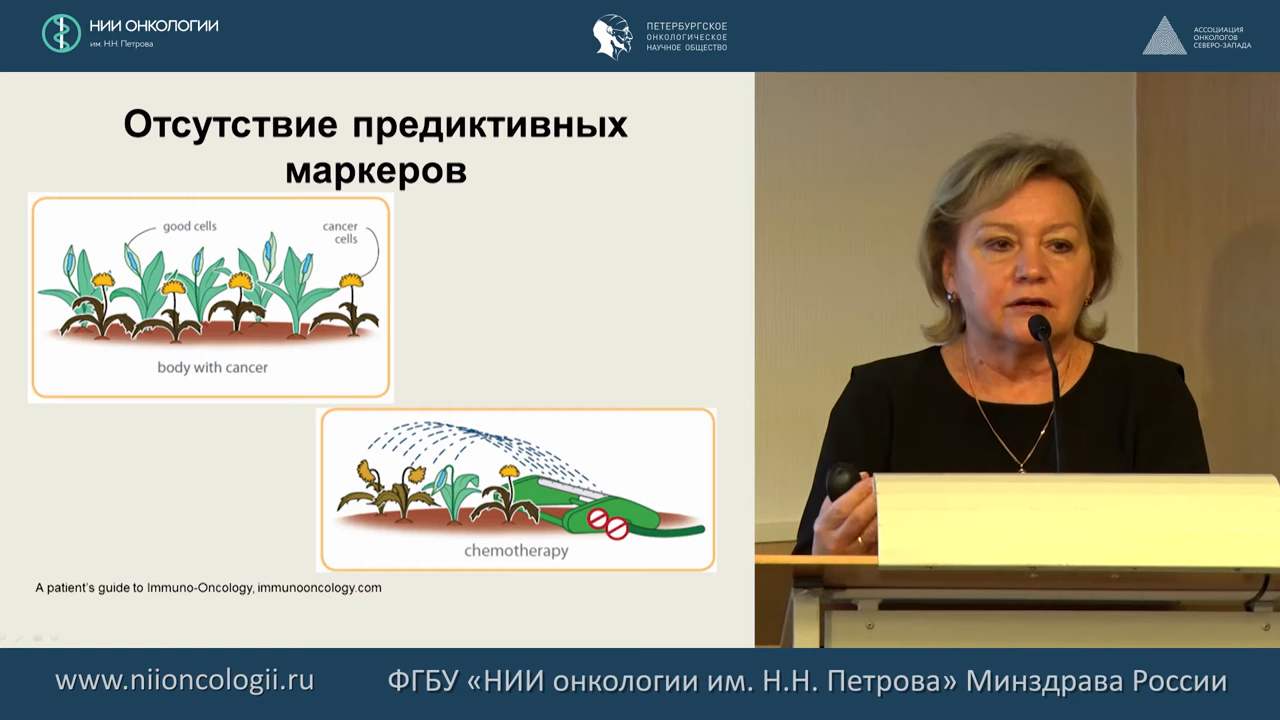 НИИ ОНКОЛОГИИ
им. Н.Н. Петрова
ПЕТЕРБУРГСКОЕ
ОНКОЛОГИЧЕСКОЕ
НАУЧНОЕ ОБЩЕСТВО
АССОЦИАЦИЯ
ОНКОЛОГОВ
СЕВЕРО-ЗАПАДА
Отсутствие предиктивных
маркеров
good cells
cancer
cells
body with cancer
chemotherapy
A patient's guide to Immuno-Oncology, immunooncology.com
www.niioncologii.ru
ФГБУ «НИИ онкологии им. Н.Н. Петрова» Минздрава России